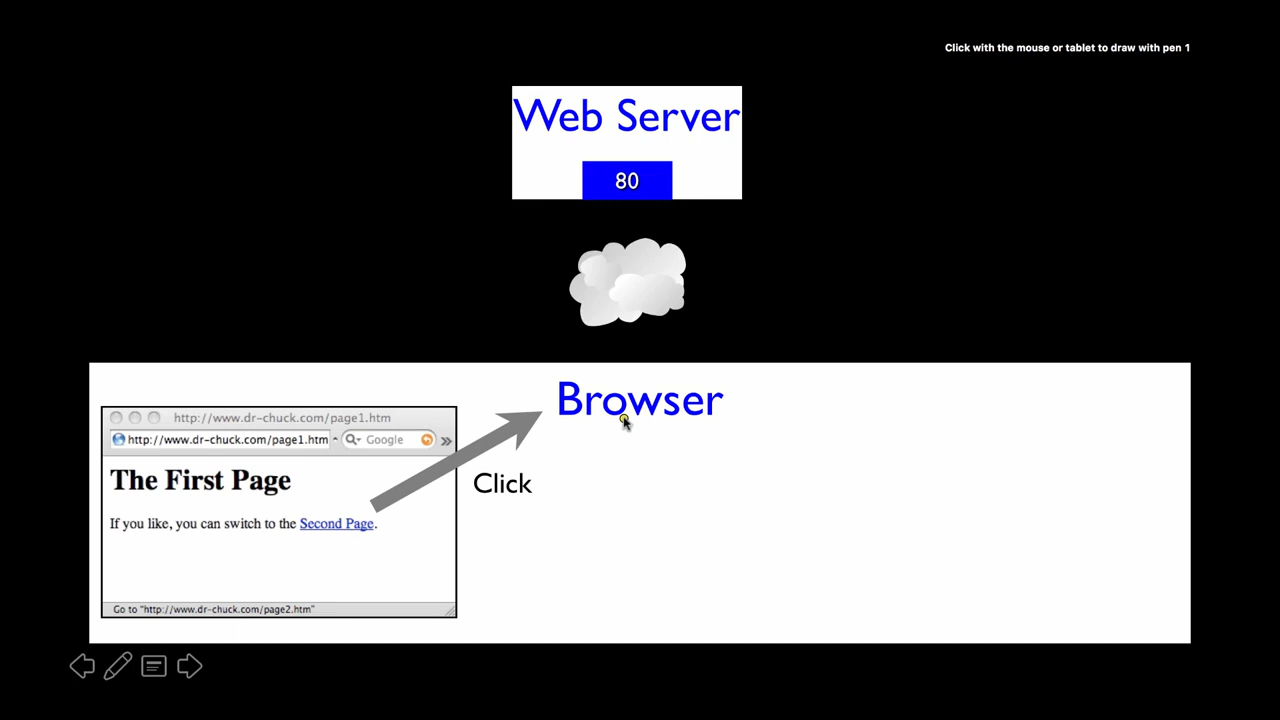 Click with the mouse or tablet to draw with pen 1
Web Server
80
Browser
http://www.dr-chuck.com/page1.htm
http://www.dr-chuck.com/page1.htm
Google
The First Page
Click
If you like, you can switch to the Second Page.
Go to "http://www.dr-chuck.com/page2.htm"